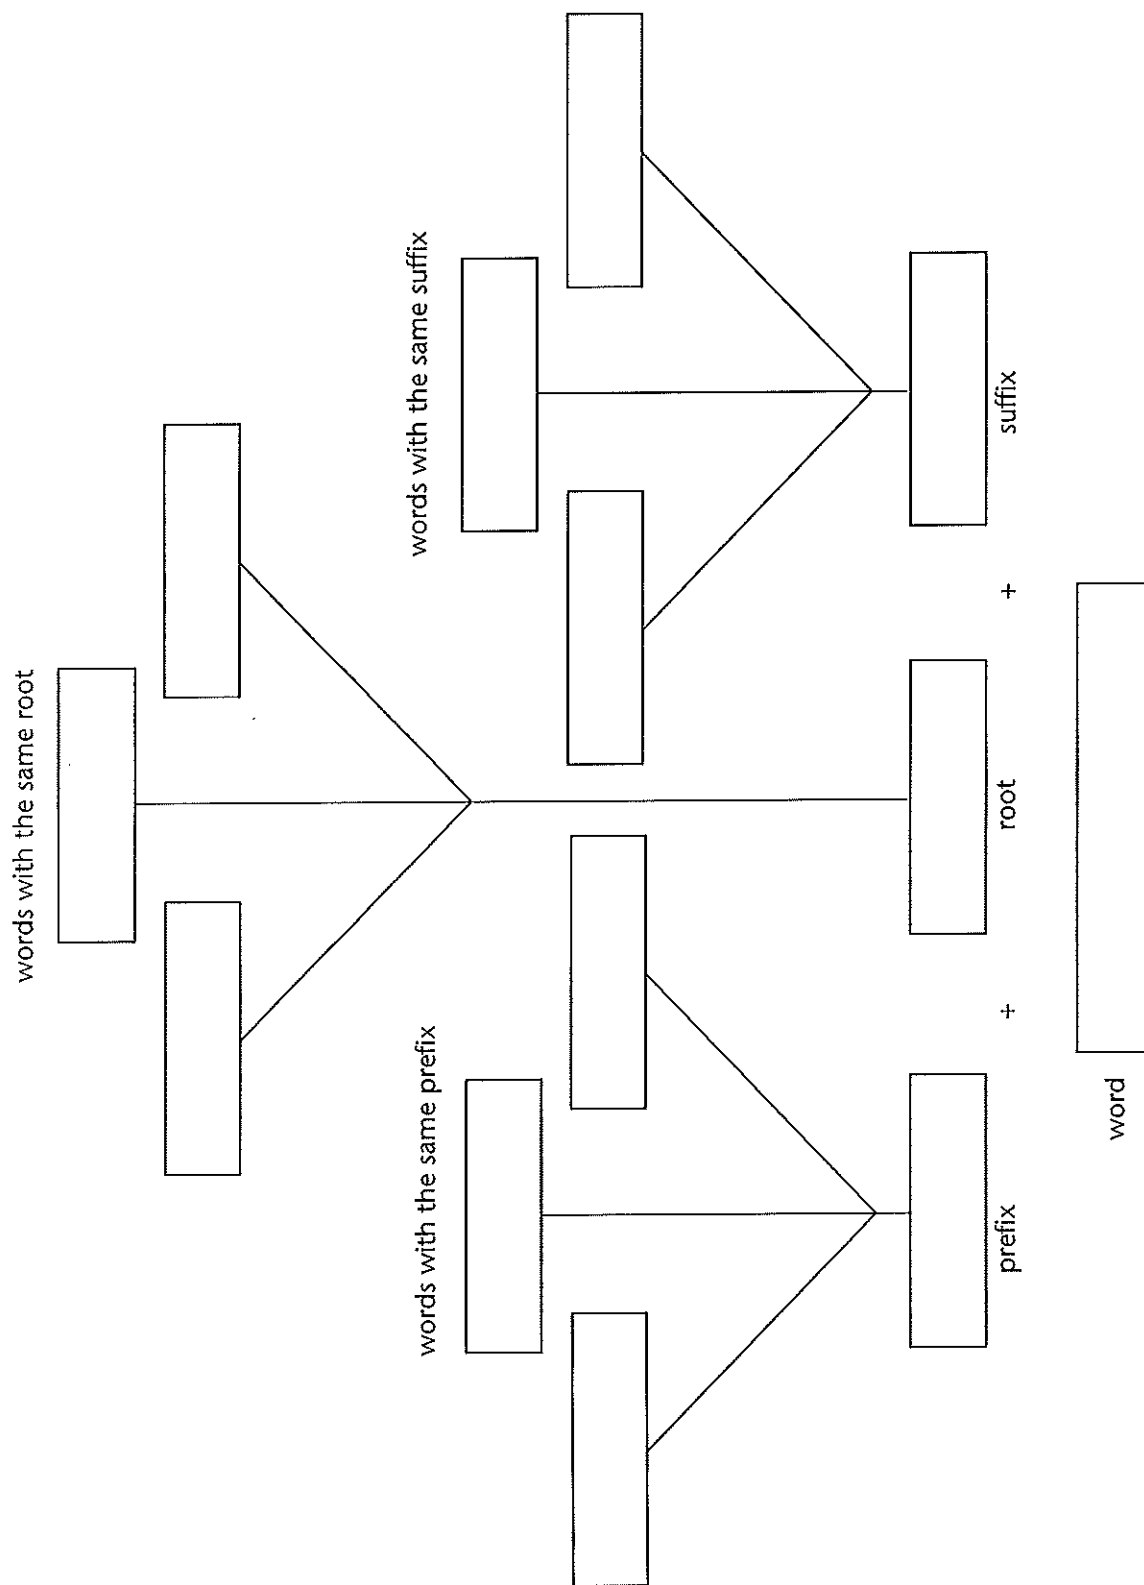 words with the same root
words with the same prefix
words with the same suffix
prefix + root + suffix
word